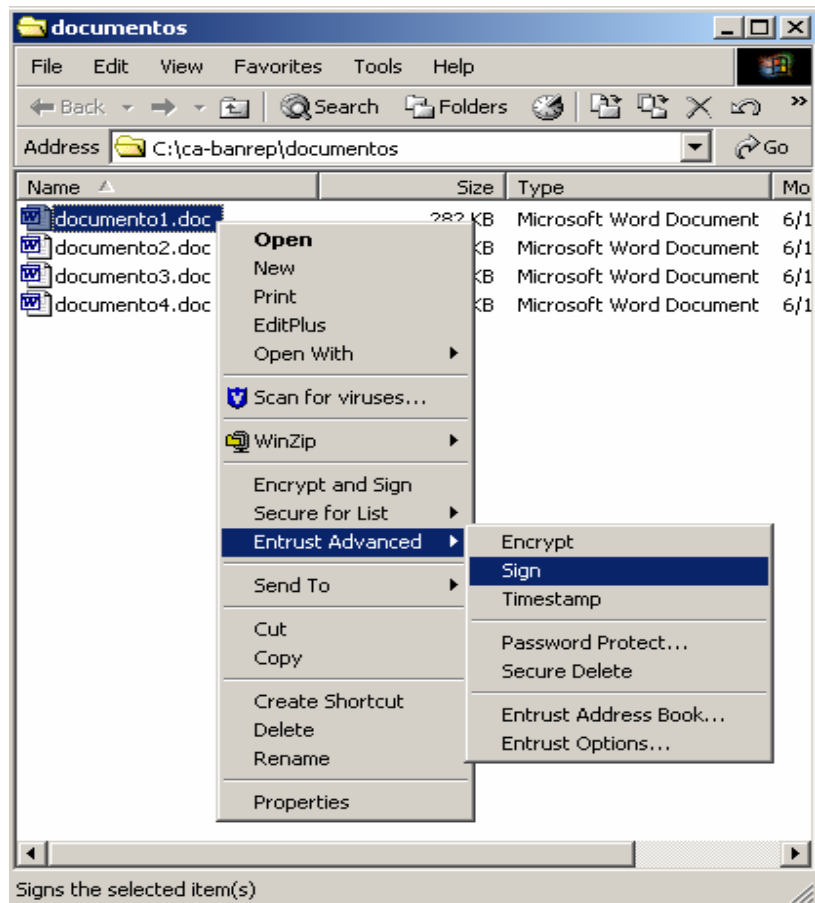 documentos
File Edit View Favorites Tools Help
Back Search Folders »
Address C:\ca-banrep\documentos Go
Name Size Type Mo
documento1.doc 282 KB Microsoft Word Document 6/1
documento2.doc KB Microsoft Word Document 6/1
documento3.doc KB Microsoft Word Document 6/1
documento4.doc KB Microsoft Word Document 6/1
Open
New
Print
EditPlus
Open With
Scan for viruses...
WinZip
Encrypt and Sign
Secure for List
Entrust Advanced
Send To
Cut
Copy
Create Shortcut
Delete
Rename
Properties
Encrypt
Sign
Timestamp
Password Protect...
Secure Delete
Entrust Address Book...
Entrust Options...
Signs the selected item(s)